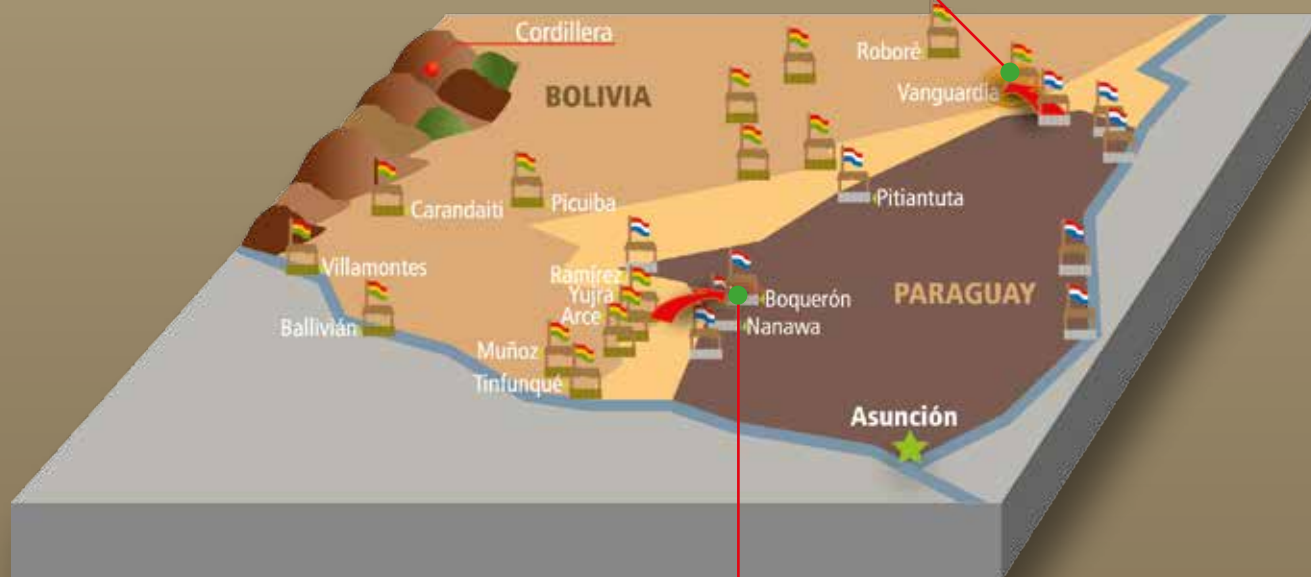 Cordillera
Roboré
BOLIVIA
Vanguardia
Pitiantuta
Carandaiti
Picuiba
Villamontes
Ramírez
Yujra
Arce
Boquerón
PARAGUAY
Nanawa
Ballivián
Muñoz
Tinfunqué
Asunción